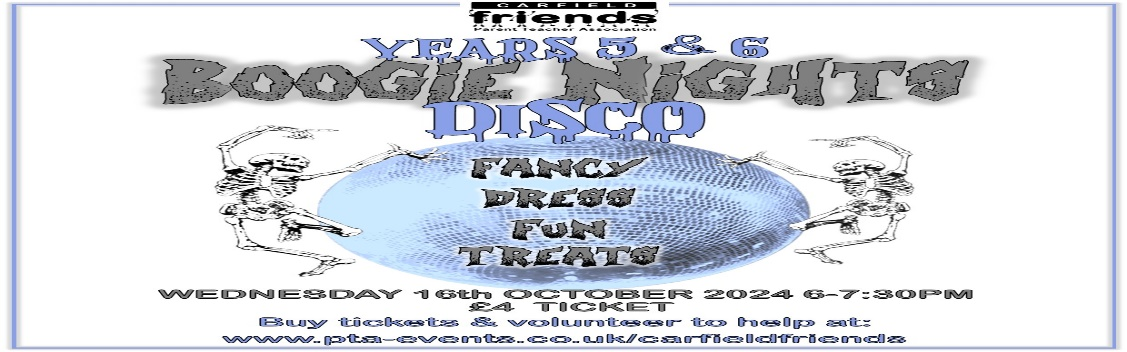 CARFIELD
friends
Parent Teacher Association
YEARS 5 & 6
BOOGIE NIGHTS
DISCO
FANCY
DRESS
FUN
TREATS
WEDNESDAY 16th OCTOBER 2024 6-7:30PM
£4 TICKET
Buy tickets & volunteer to help at:
www.pta-events.co.uk/carfieldfriends